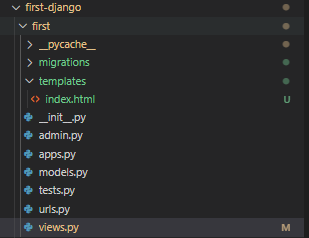 first-django
first
__pycache__
migrations
templates
<> index.html U
__init__.py
admin.py
apps.py
models.py
tests.py
urls.py
views.py M